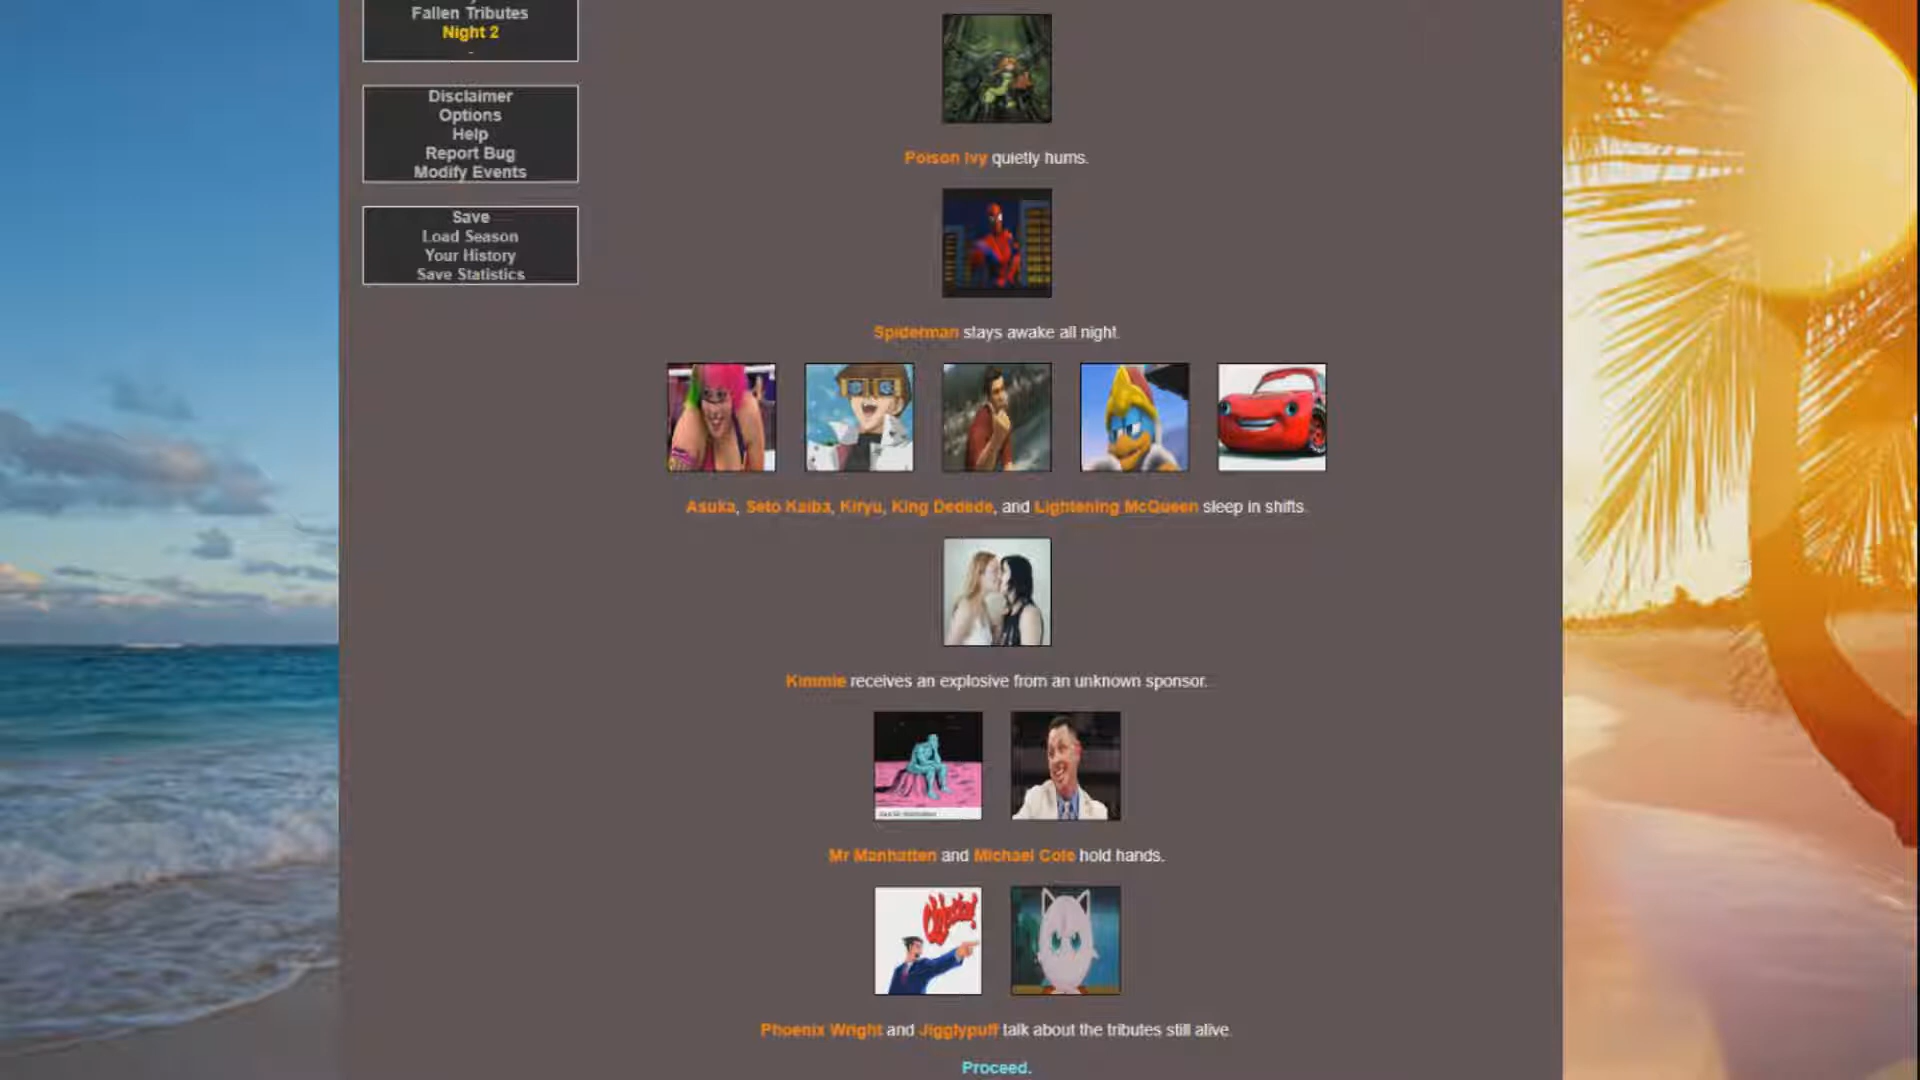 Fallen Tributes
Night 2
-
Disclaimer
Options
Help
Report Bug
Modify Events
Save
Load Season
Your History
Save Statistics
Poison Ivy quietly hums.
Spiderman stays awake all night.
Asuka, Seto Kaiba, Kiryu, King Dedede, and Lightening McQueen sleep in shifts.
Kimmie receives an explosive from an unknown sponsor.
Mr Manhatten and Michael Cole hold hands.
Objection!
Phoenix Wright and Jigglypuff talk about the tributes still alive.
Proceed.